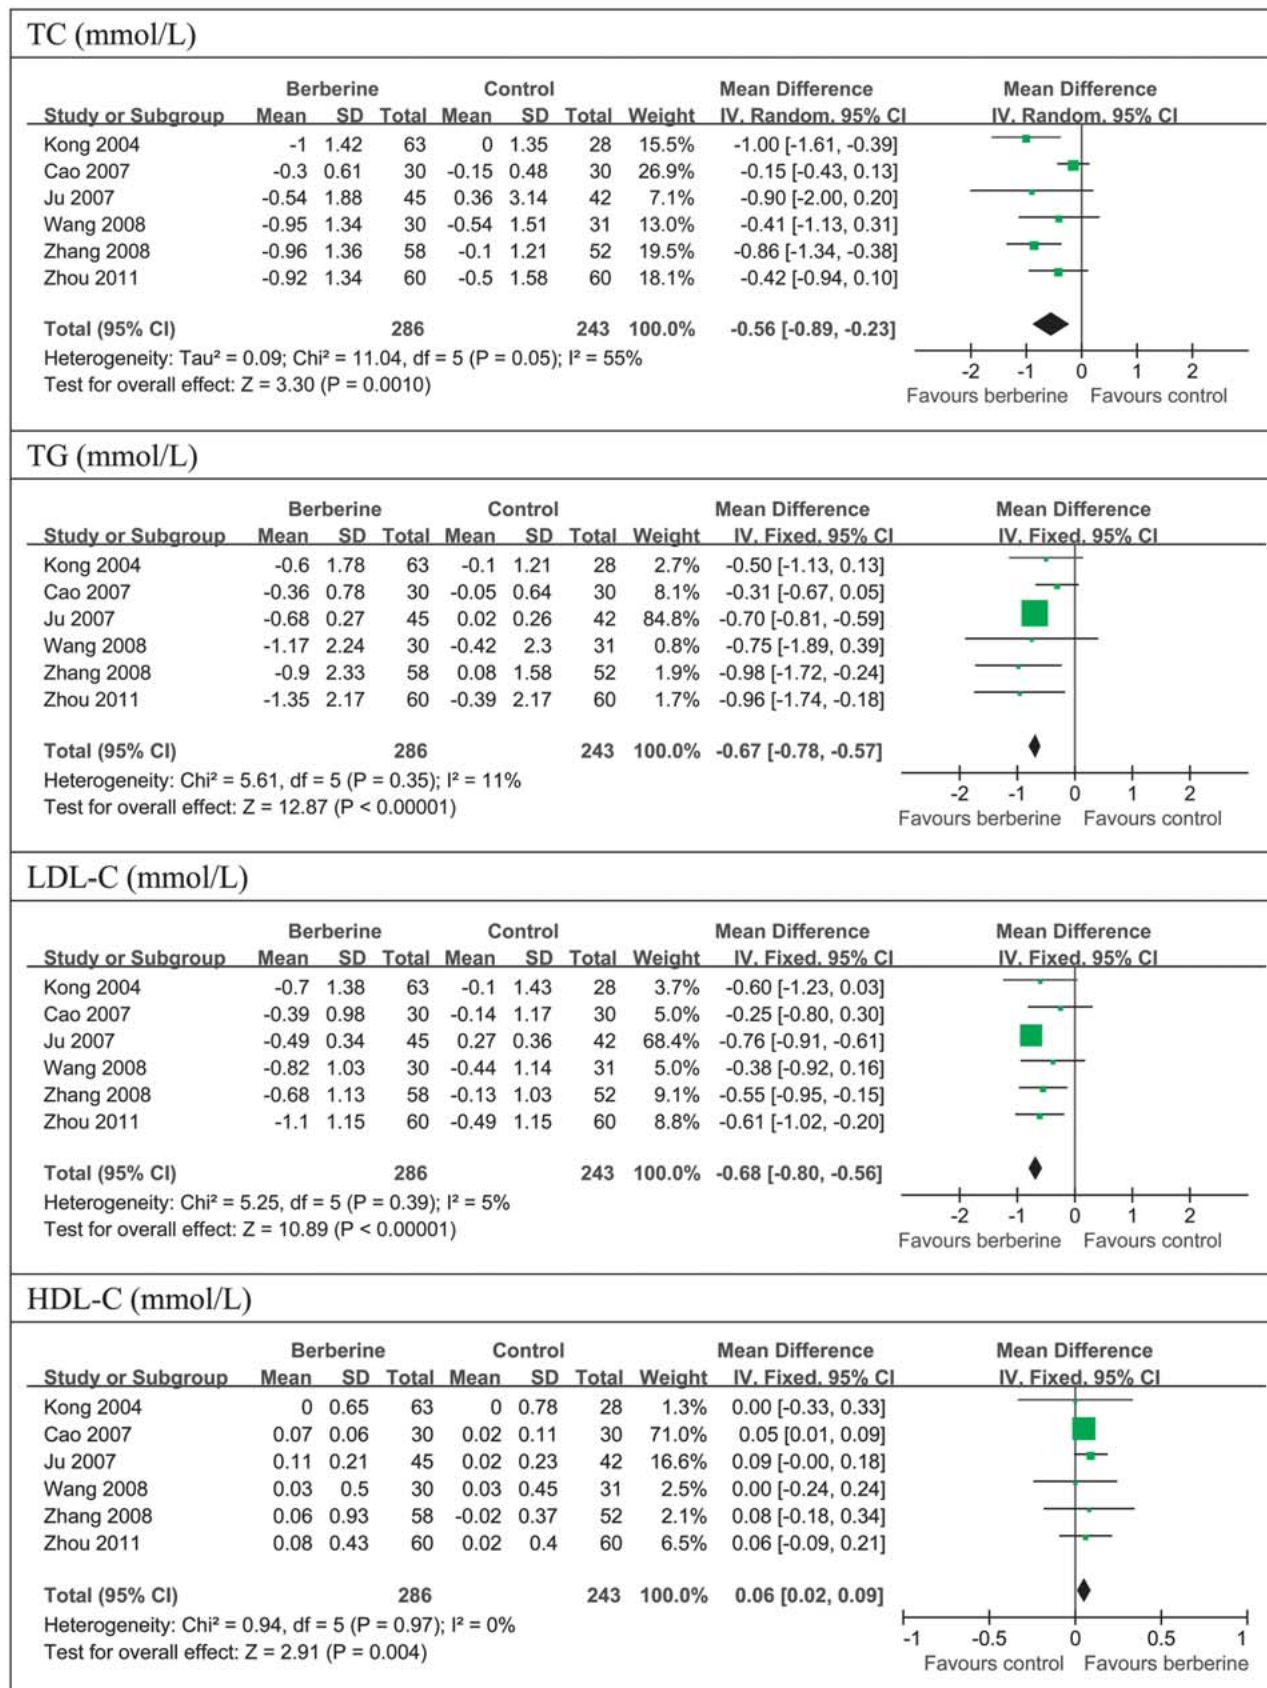 TC (mmol/L)
Berberine Control Mean Difference Mean Difference
Study or Subgroup Mean SD Total Mean SD Total Weight IV, Random, 95% CI IV, Random, 95% CI
Kong 2004 -1 1.42 63 0 1.35 28 15.5% -1.00 [-1.61, -0.39]
Cao 2007 -0.3 0.61 30 -0.15 0.48 30 26.9% -0.15 [-0.43, 0.13]
Ju 2007 -0.54 1.88 45 0.36 3.14 42 7.1% -0.90 [-2.00, 0.20]
Wang 2008 -0.95 1.34 30 -0.54 1.51 31 13.0% -0.41 [-1.13, 0.31]
Zhang 2008 -0.96 1.36 58 -0.1 1.21 52 19.5% -0.86 [-1.34, -0.38]
Zhou 2011 -0.92 1.34 60 -0.5 1.58 60 18.1% -0.42 [-0.94, 0.10]
Total (95% CI) 286 243 100.0% -0.56 [-0.89, -0.23]
Heterogeneity: Tau² = 0.09; Chi² = 11.04, df = 5 (P = 0.05); I² = 55%
Test for overall effect: Z = 3.30 (P = 0.0010)
-2 -1 0 1 2
Favours berberine Favours control
TG (mmol/L)
Berberine Control Mean Difference Mean Difference
Study or Subgroup Mean SD Total Mean SD Total Weight IV, Fixed, 95% CI IV, Fixed, 95% CI
Kong 2004 -0.6 1.78 63 -0.1 1.21 28 2.7% -0.50 [-1.13, 0.13]
Cao 2007 -0.36 0.78 30 -0.05 0.64 30 8.1% -0.31 [-0.67, 0.05]
Ju 2007 -0.68 0.27 45 0.02 0.26 42 84.8% -0.70 [-0.81, -0.59]
Wang 2008 -1.17 2.24 30 -0.42 2.3 31 0.8% -0.75 [-1.89, 0.39]
Zhang 2008 -0.9 2.33 58 0.08 1.58 52 1.9% -0.98 [-1.72, -0.24]
Zhou 2011 -1.35 2.17 60 -0.39 2.17 60 1.7% -0.96 [-1.74, -0.18]
Total (95% CI) 286 243 100.0% -0.67 [-0.78, -0.57]
Heterogeneity: Chi² = 5.61, df = 5 (P = 0.35); I² = 11%
Test for overall effect: Z = 12.87 (P < 0.00001)
-2 -1 0 1 2
Favours berberine Favours control
LDL-C (mmol/L)
Berberine Control Mean Difference Mean Difference
Study or Subgroup Mean SD Total Mean SD Total Weight IV, Fixed, 95% CI IV, Fixed, 95% CI
Kong 2004 -0.7 1.38 63 -0.1 1.43 28 3.7% -0.60 [-1.23, 0.03]
Cao 2007 -0.39 0.98 30 -0.14 1.17 30 5.0% -0.25 [-0.80, 0.30]
Ju 2007 -0.49 0.34 45 0.27 0.36 42 68.4% -0.76 [-0.91, -0.61]
Wang 2008 -0.82 1.03 30 -0.44 1.14 31 5.0% -0.38 [-0.92, 0.16]
Zhang 2008 -0.68 1.13 58 -0.13 1.03 52 9.1% -0.55 [-0.95, -0.15]
Zhou 2011 -1.1 1.15 60 -0.49 1.15 60 8.8% -0.61 [-1.02, -0.20]
Total (95% CI) 286 243 100.0% -0.68 [-0.80, -0.56]
Heterogeneity: Chi² = 5.25, df = 5 (P = 0.39); I² = 5%
Test for overall effect: Z = 10.89 (P < 0.00001)
-2 -1 0 1 2
Favours berberine Favours control
HDL-C (mmol/L)
Berberine Control Mean Difference Mean Difference
Study or Subgroup Mean SD Total Mean SD Total Weight IV, Fixed, 95% CI IV, Fixed, 95% CI
Kong 2004 0 0.65 63 0 0.78 28 1.3% 0.00 [-0.33, 0.33]
Cao 2007 0.07 0.06 30 0.02 0.11 30 71.0% 0.05 [0.01, 0.09]
Ju 2007 0.11 0.21 45 0.02 0.23 42 16.6% 0.09 [-0.00, 0.18]
Wang 2008 0.03 0.5 30 0.03 0.45 31 2.5% 0.00 [-0.24, 0.24]
Zhang 2008 0.06 0.93 58 -0.02 0.37 52 2.1% 0.08 [-0.18, 0.34]
Zhou 2011 0.08 0.43 60 0.02 0.4 60 6.5% 0.06 [-0.09, 0.21]
Total (95% CI) 286 243 100.0% 0.06 [0.02, 0.09]
Heterogeneity: Chi² = 0.94, df = 5 (P = 0.97); I² = 0%
Test for overall effect: Z = 2.91 (P = 0.004)
-1 -0.5 0 0.5 1
Favours control Favours berberine